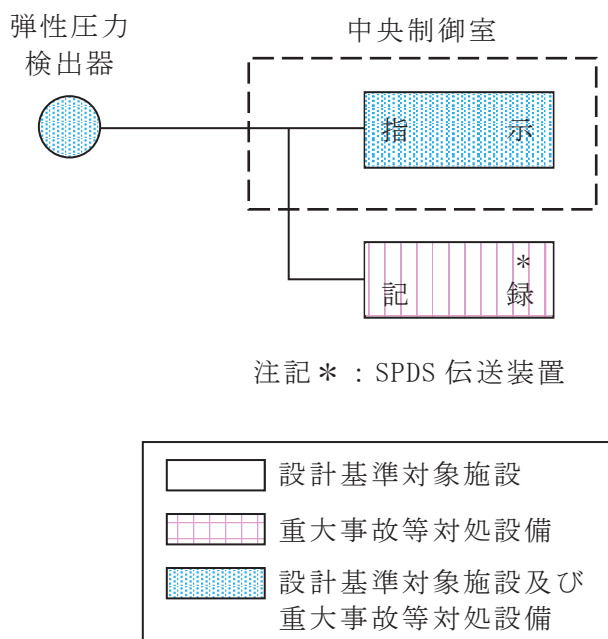 弾性圧力
検出器
中央制御室
指 示
＊
記 録
注記＊：SPDS 伝送装置
設計基準対象施設
重大事故等対処設備
設計基準対象施設及び
重大事故等対処設備